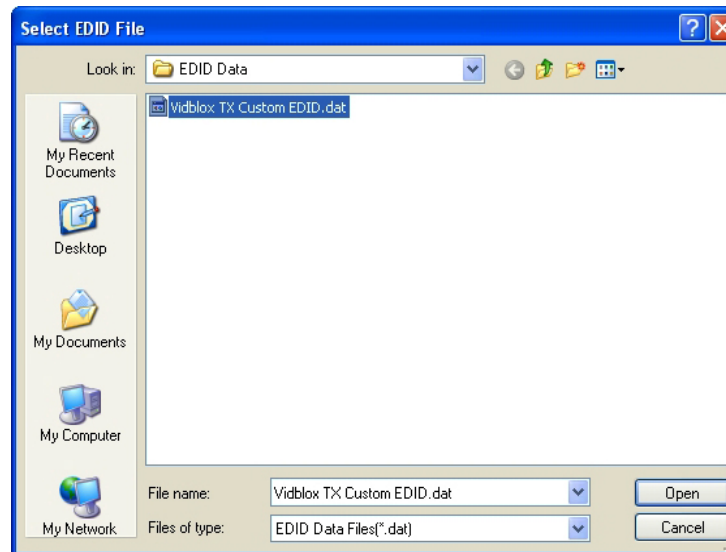 Select EDID File
Look in:
EDID Data
Vidblox TX Custom EDID.dat
My Recent
Documents
Desktop
My Documents
My Computer
My Network
File name:
Vidblox TX Custom EDID.dat
Open
Files of type:
EDID Data Files(*.dat)
Cancel